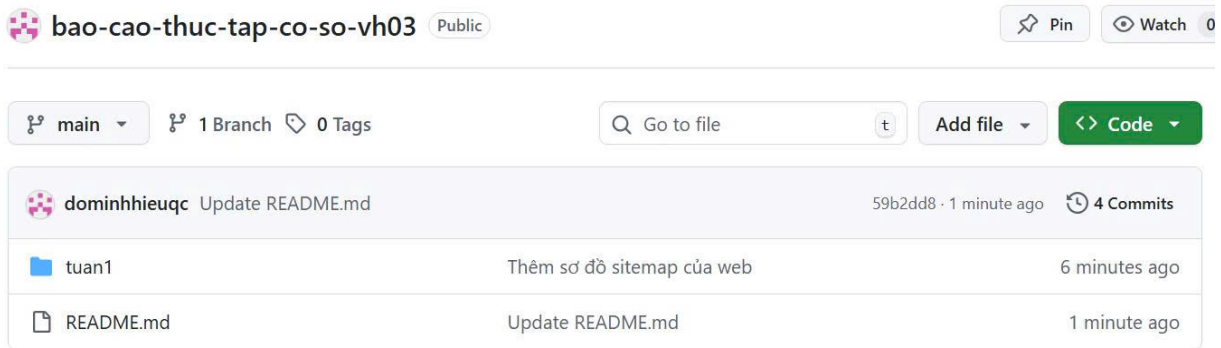 bao-cao-thuc-tap-co-so-vh03 Public Pin Watch 0
main 1 Branch 0 Tags Go to file t Add file Code
dominhhieuqc Update README.md 59b2dd8 · 1 minute ago 4 Commits
tuan1 Thêm sơ đồ sitemap của web 6 minutes ago
README.md Update README.md 1 minute ago